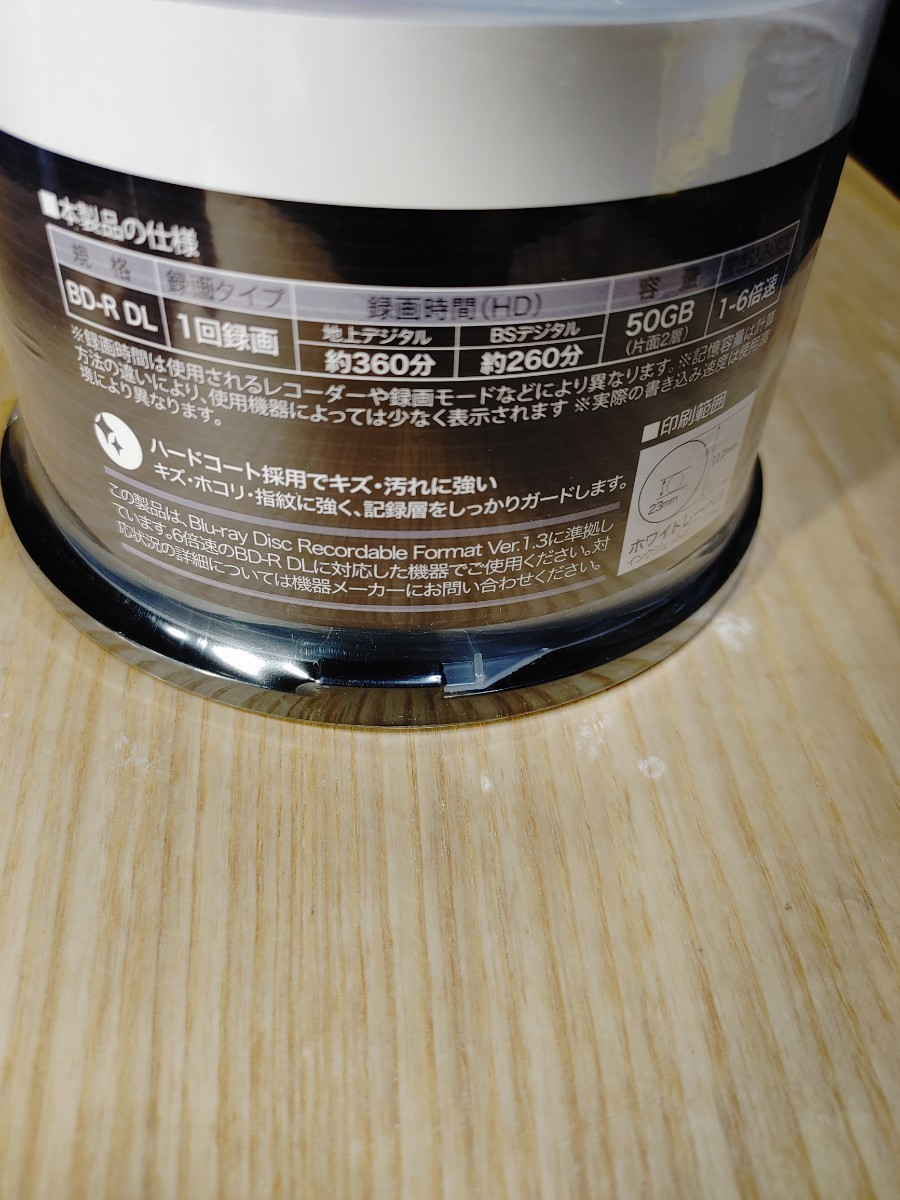 ■本製品の仕様
規格 録画タイプ 録画時間(HD) 容量
BD-R DL 1回録画 地上デジタル BSデジタル 50GB 1-6倍速
約360分 約260分 (片面2層)
※録画時間は使用されるレコーダーや録画モードなどにより異なります。※記憶容量は計算
方法の違いにより、使用機器によっては少なく表示されます ※実際の書き込み速度は使用環
境により異なります。
ハードコート採用でキズ・汚れに強い
キズ・ホコリ・指紋に強く、記録層をしっかりガードします。
この製品は、Blu-ray Disc Recordable Format Ver.1.3に準拠し
ています。6倍速のBD-R DLに対応した機器でご使用ください。対
応状況の詳細については機器メーカーにお問い合わせください。
■印刷範囲
23mm